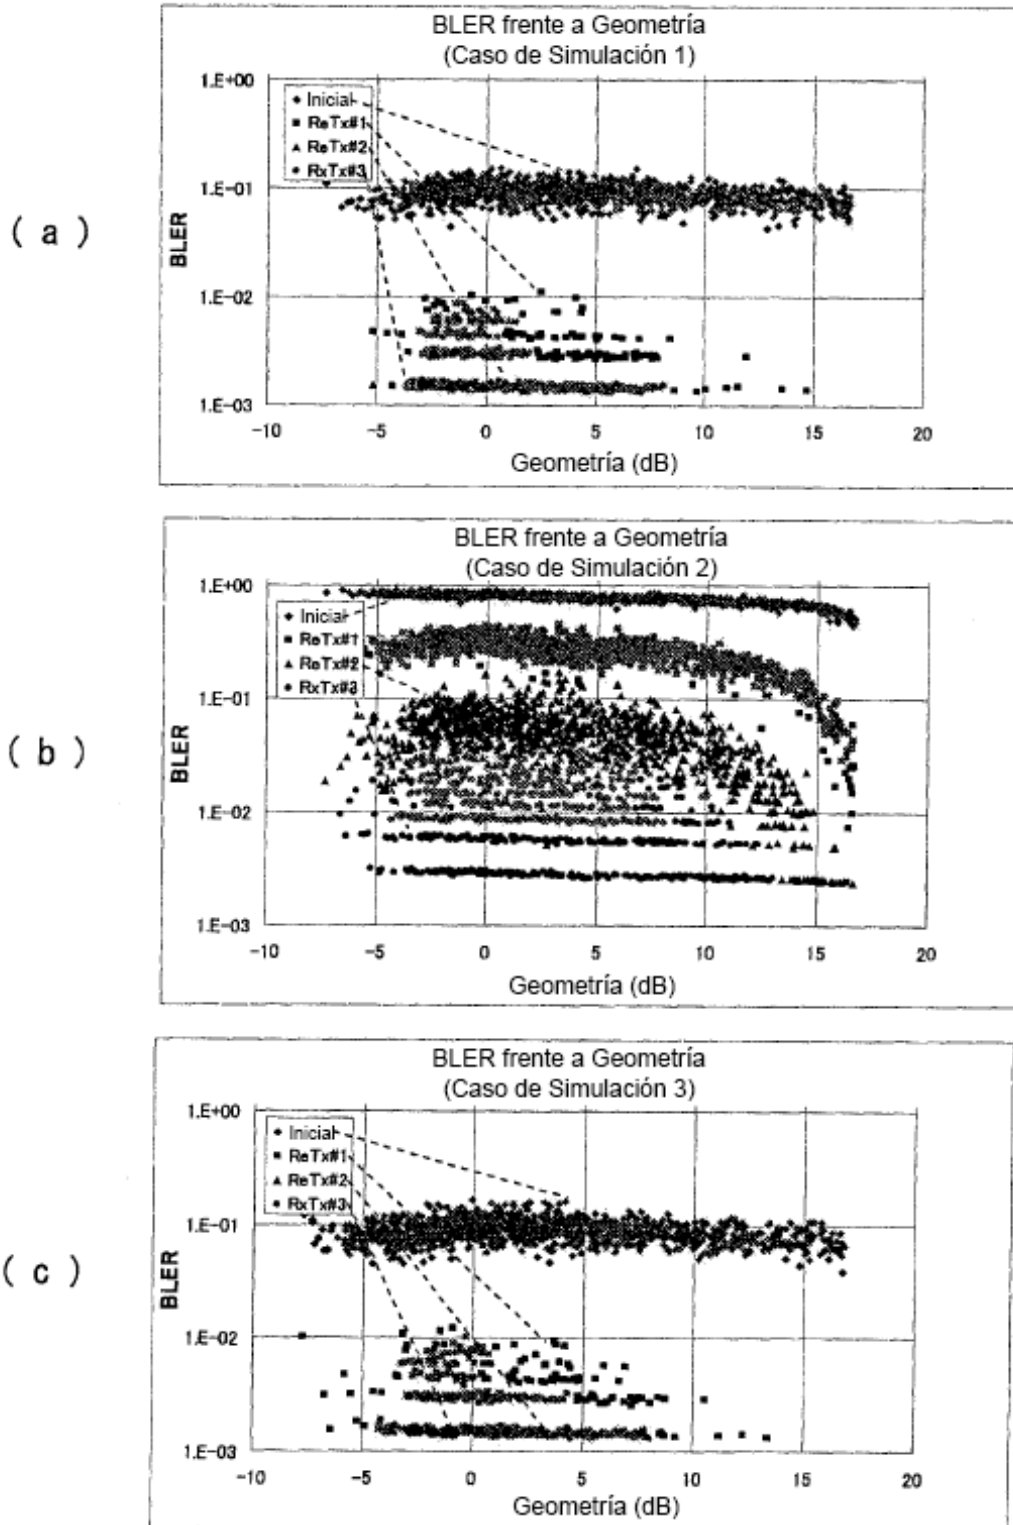 ( a )
BLER frente a Geometría
(Caso de Simulación 1)
1.E+00
Inicial
ReTx#1
ReTx#2
RxTx#3
1.E-01
BLER
1.E-02
1.E-03
-10 -5 0 5 10 15 20
Geometría (dB)
( b )
BLER frente a Geometría
(Caso de Simulación 2)
1.E+00
Inicial
ReTx#1
ReTx#2
RxTx#3
1.E-01
BLER
1.E-02
1.E-03
-10 -5 0 5 10 15 20
Geometría (dB)
( c )
BLER frente a Geometría
(Caso de Simulación 3)
1.E+00
Inicial
ReTx#1
ReTx#2
RxTx#3
1.E-01
BLER
1.E-02
1.E-03
-10 -5 0 5 10 15 20
Geometría (dB)